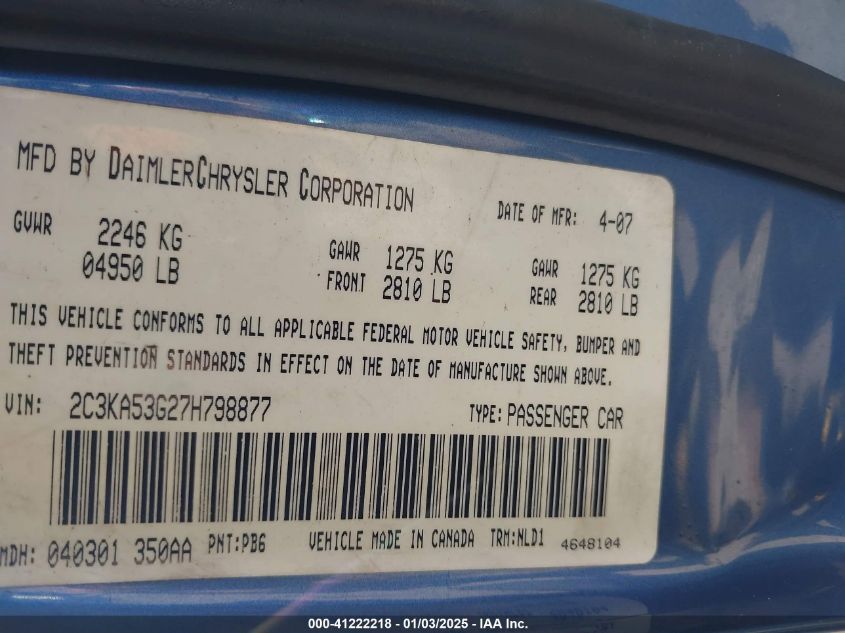 MFD BY DAIMLERCHRYSLER CORPORATION
DATE OF MFR: 4-07
GVWR 2246 KG
04950 LB
GAWR FRONT 1275 KG
2810 LB
GAWR REAR 1275 KG
2810 LB
THIS VEHICLE CONFORMS TO ALL APPLICABLE FEDERAL MOTOR VEHICLE SAFETY, BUMPER AND
THEFT PREVENTION STANDARDS IN EFFECT ON THE DATE OF MANUFACTURE SHOWN ABOVE.
VIN: 2C3KA53G27H798877 TYPE: PASSENGER CAR
MDH: 040301 350AA PNT:PB6 VEHICLE MADE IN CANADA TRM:NLD1 4648104
000-41222218 - 01/03/2025 - IAA Inc.